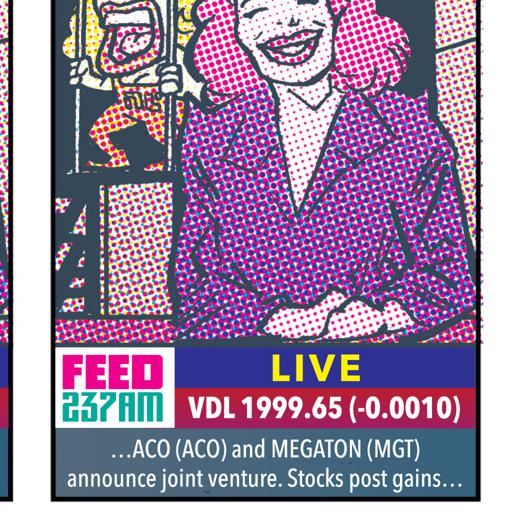 FEED
237AM
LIVE
VDL 1999.65 (-0.0010)
...ACO (ACO) and MEGATON (MGT)
announce joint venture. Stocks post gains...